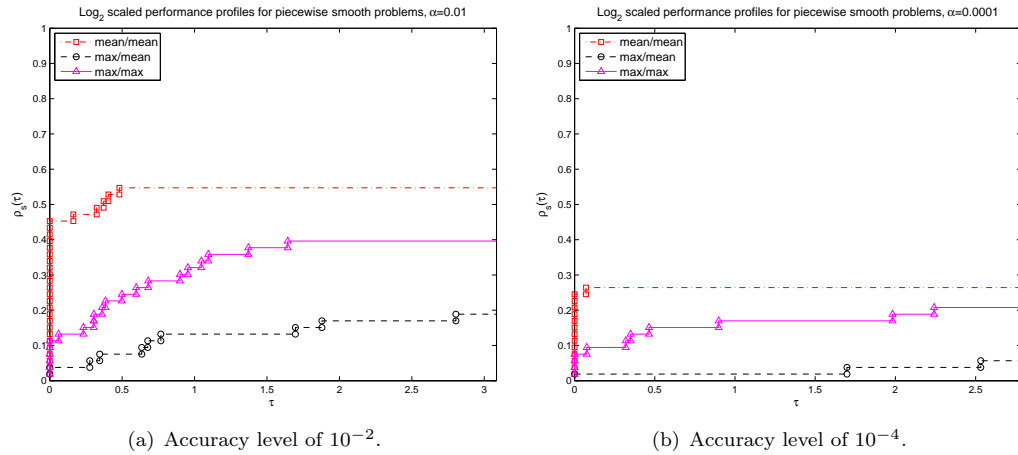 Log₂ scaled performance profiles for piecewise smooth problems, α=0.01
mean/mean
max/mean
max/max
1
0.9
0.8
0.7
0.6
0.5
0.4
0.3
0.2
0.1
0
ρₛ(τ)
0 0.5 1 1.5 2 2.5 3
τ
(a) Accuracy level of 10⁻².
Log₂ scaled performance profiles for piecewise smooth problems, α=0.0001
mean/mean
max/mean
max/max
1
0.9
0.8
0.7
0.6
0.5
0.4
0.3
0.2
0.1
0
ρₛ(τ)
0 0.5 1 1.5 2 2.5
τ
(b) Accuracy level of 10⁻⁴.